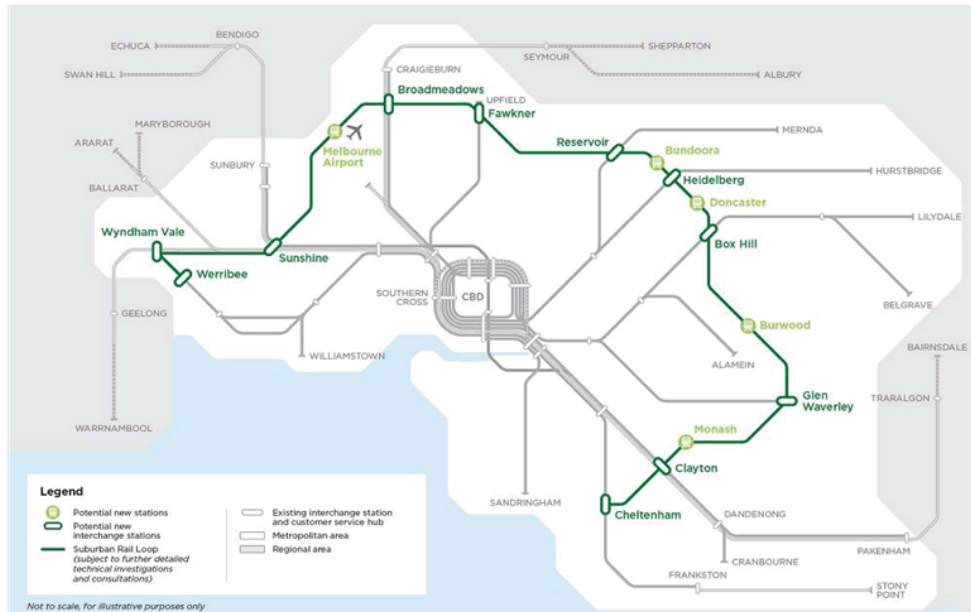 ECHUCA
BENDIGO
SWAN HILL
SEYMOUR
SHEPPARTON
ALBURY
CRAIGIEBURN
Broadmeadows
UPFIELD
Fawkner
MARYBOROUGH
ARARAT
BALLARAT
SUNBURY
Melbourne
Airport
Reservoir
MERNDA
Bundoora
Heidelberg
HURSTBRIDGE
Doncaster
LILYDALE
Box Hill
Wyndham Vale
Sunshine
Werribee
SOUTHERN
CROSS
CBD
GEELONG
WILLIAMSTOWN
BELGRAVE
Burwood
ALAMEIN
BAIRNSDALE
TRARALGON
Glen
Waverley
WARRNAMBOOL
Monash
Clayton
SANDRINGHAM
Cheltenham
DANDENONG
CRANBOURNE
PAKENHAM
FRANKSTON
STONY
POINT
Legend
Potential new stations
Potential new
interchange stations
Suburban Rail Loop
(subject to further detailed
technical investigations
and consultations)
Existing interchange station
and customer service hub
Metropolitan area
Regional area
Not to scale, for illustrative purposes only